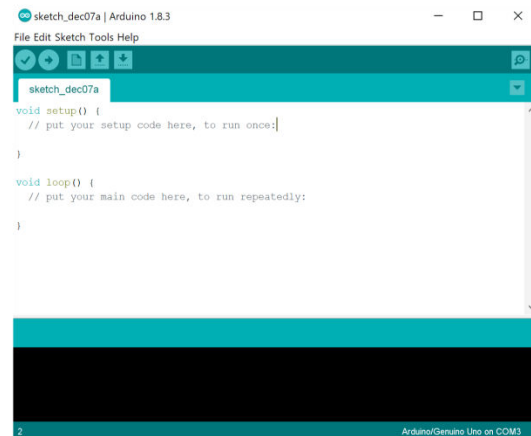 sketch_dec07a | Arduino 1.8.3
File Edit Sketch Tools Help
sketch_dec07a
void setup() {
  // put your setup code here, to run once:

}

void loop() {
  // put your main code here, to run repeatedly:

}
2
Arduino/Genuino Uno on COM3